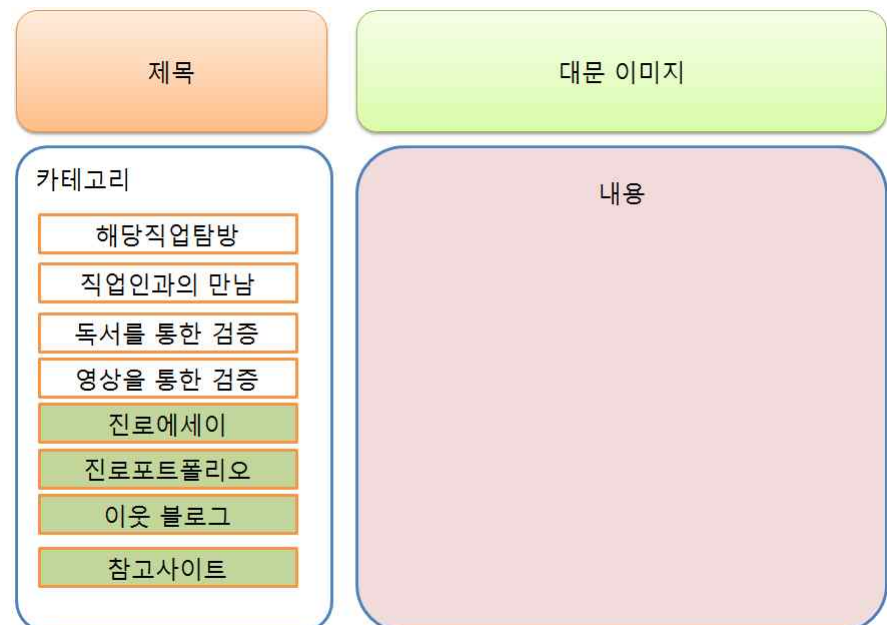 제목
대문 이미지
카테고리
해당직업탐방
직업인과의 만남
독서를 통한 검증
영상을 통한 검증
진로에세이
진로포트폴리오
이웃 블로그
참고사이트
내용